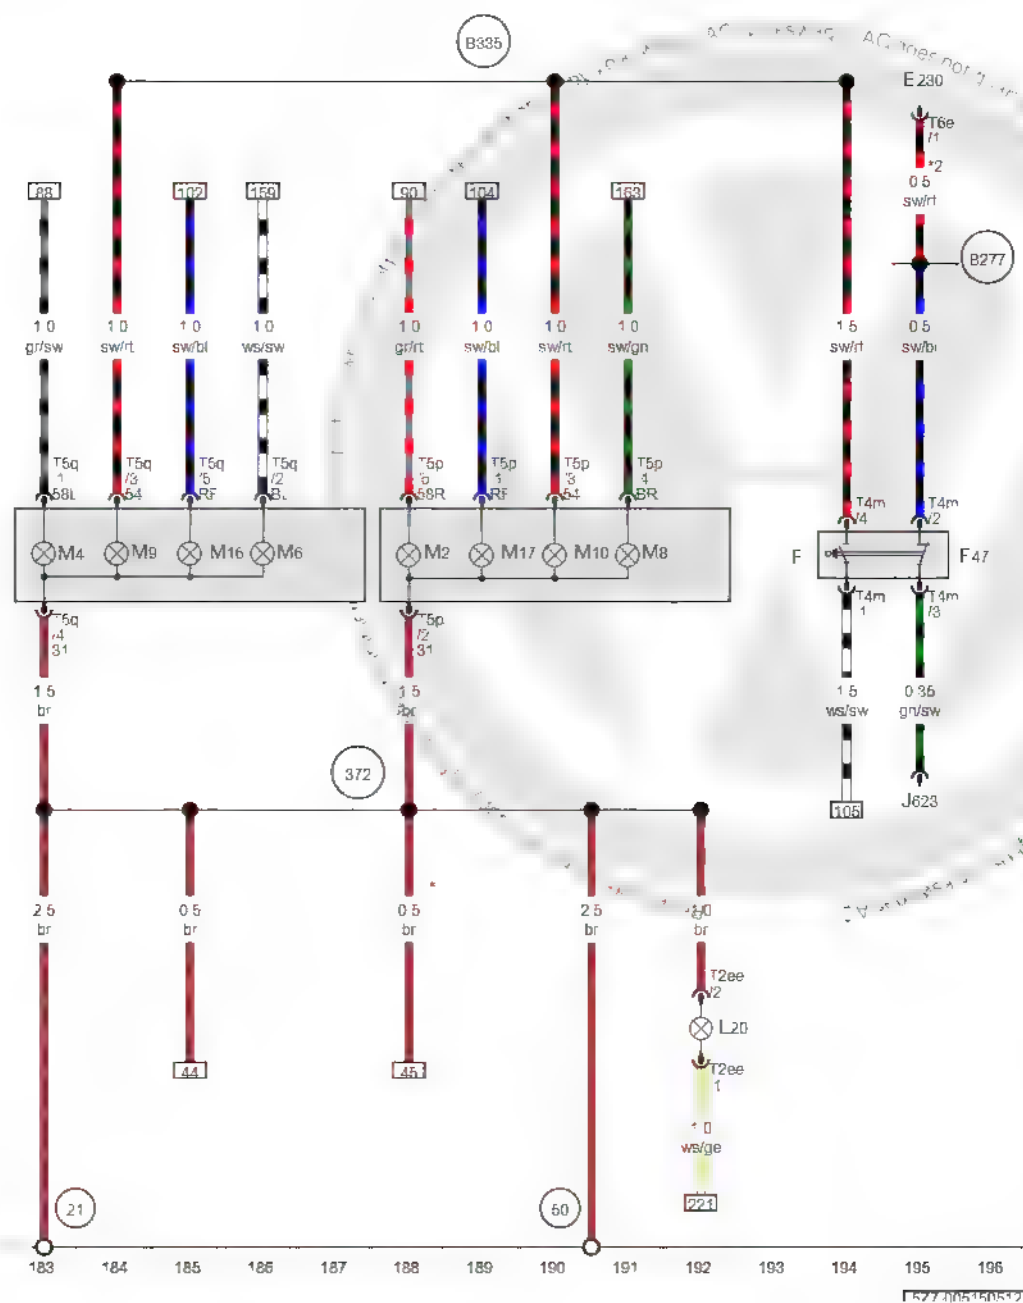 B335
E230
T6e
/1
*2
0.5
sw/rt
B277
88
102
159
90
104
163
1.0
gr/sw
1.0
sw/rt
1.0
sw/bl
1.0
ws/sw
1.0
gr/rt
1.0
sw/bl
1.0
sw/rt
1.0
sw/gn
1.5
sw/rt
0.5
sw/bl
T5q
/1
58L
T5q
/3
54
T5q
/5
RF
T5q
/2
BL
T5p
58R
T5p
RF
T5p
/3
54
T5p
/4
BR
T4m
/4
T4m
/2
M4
M9
M16
M6
M2
M17
M10
M8
F
F47
T5q
/4
31
T5p
/2
31
T4m
/1
T4m
/3
1.5
br
1.5
br
1.5
ws/sw
0.35
gn/sw
372
105
J623
2.5
br
0.5
br
0.5
br
2.5
br
1.0
br
T2ee
/2
L20
T2ee
/1
44
45
1.0
ws/ge
221
21
50
183 184 185 186 187 188 189 190 191 192 193 194 195 196